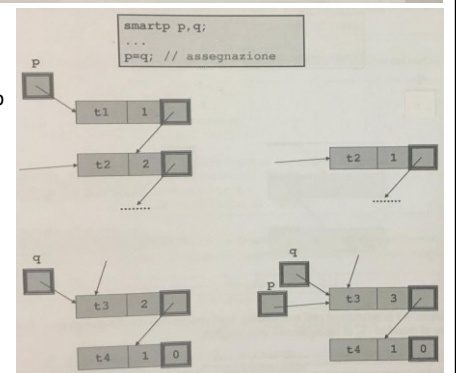 smartp p,q;
...
p=q; // assegnazione
p
t1 1
t2 2
........
t2 1
........
q
t3 2
t4 1 0
q
p
t3 3
t4 1 0